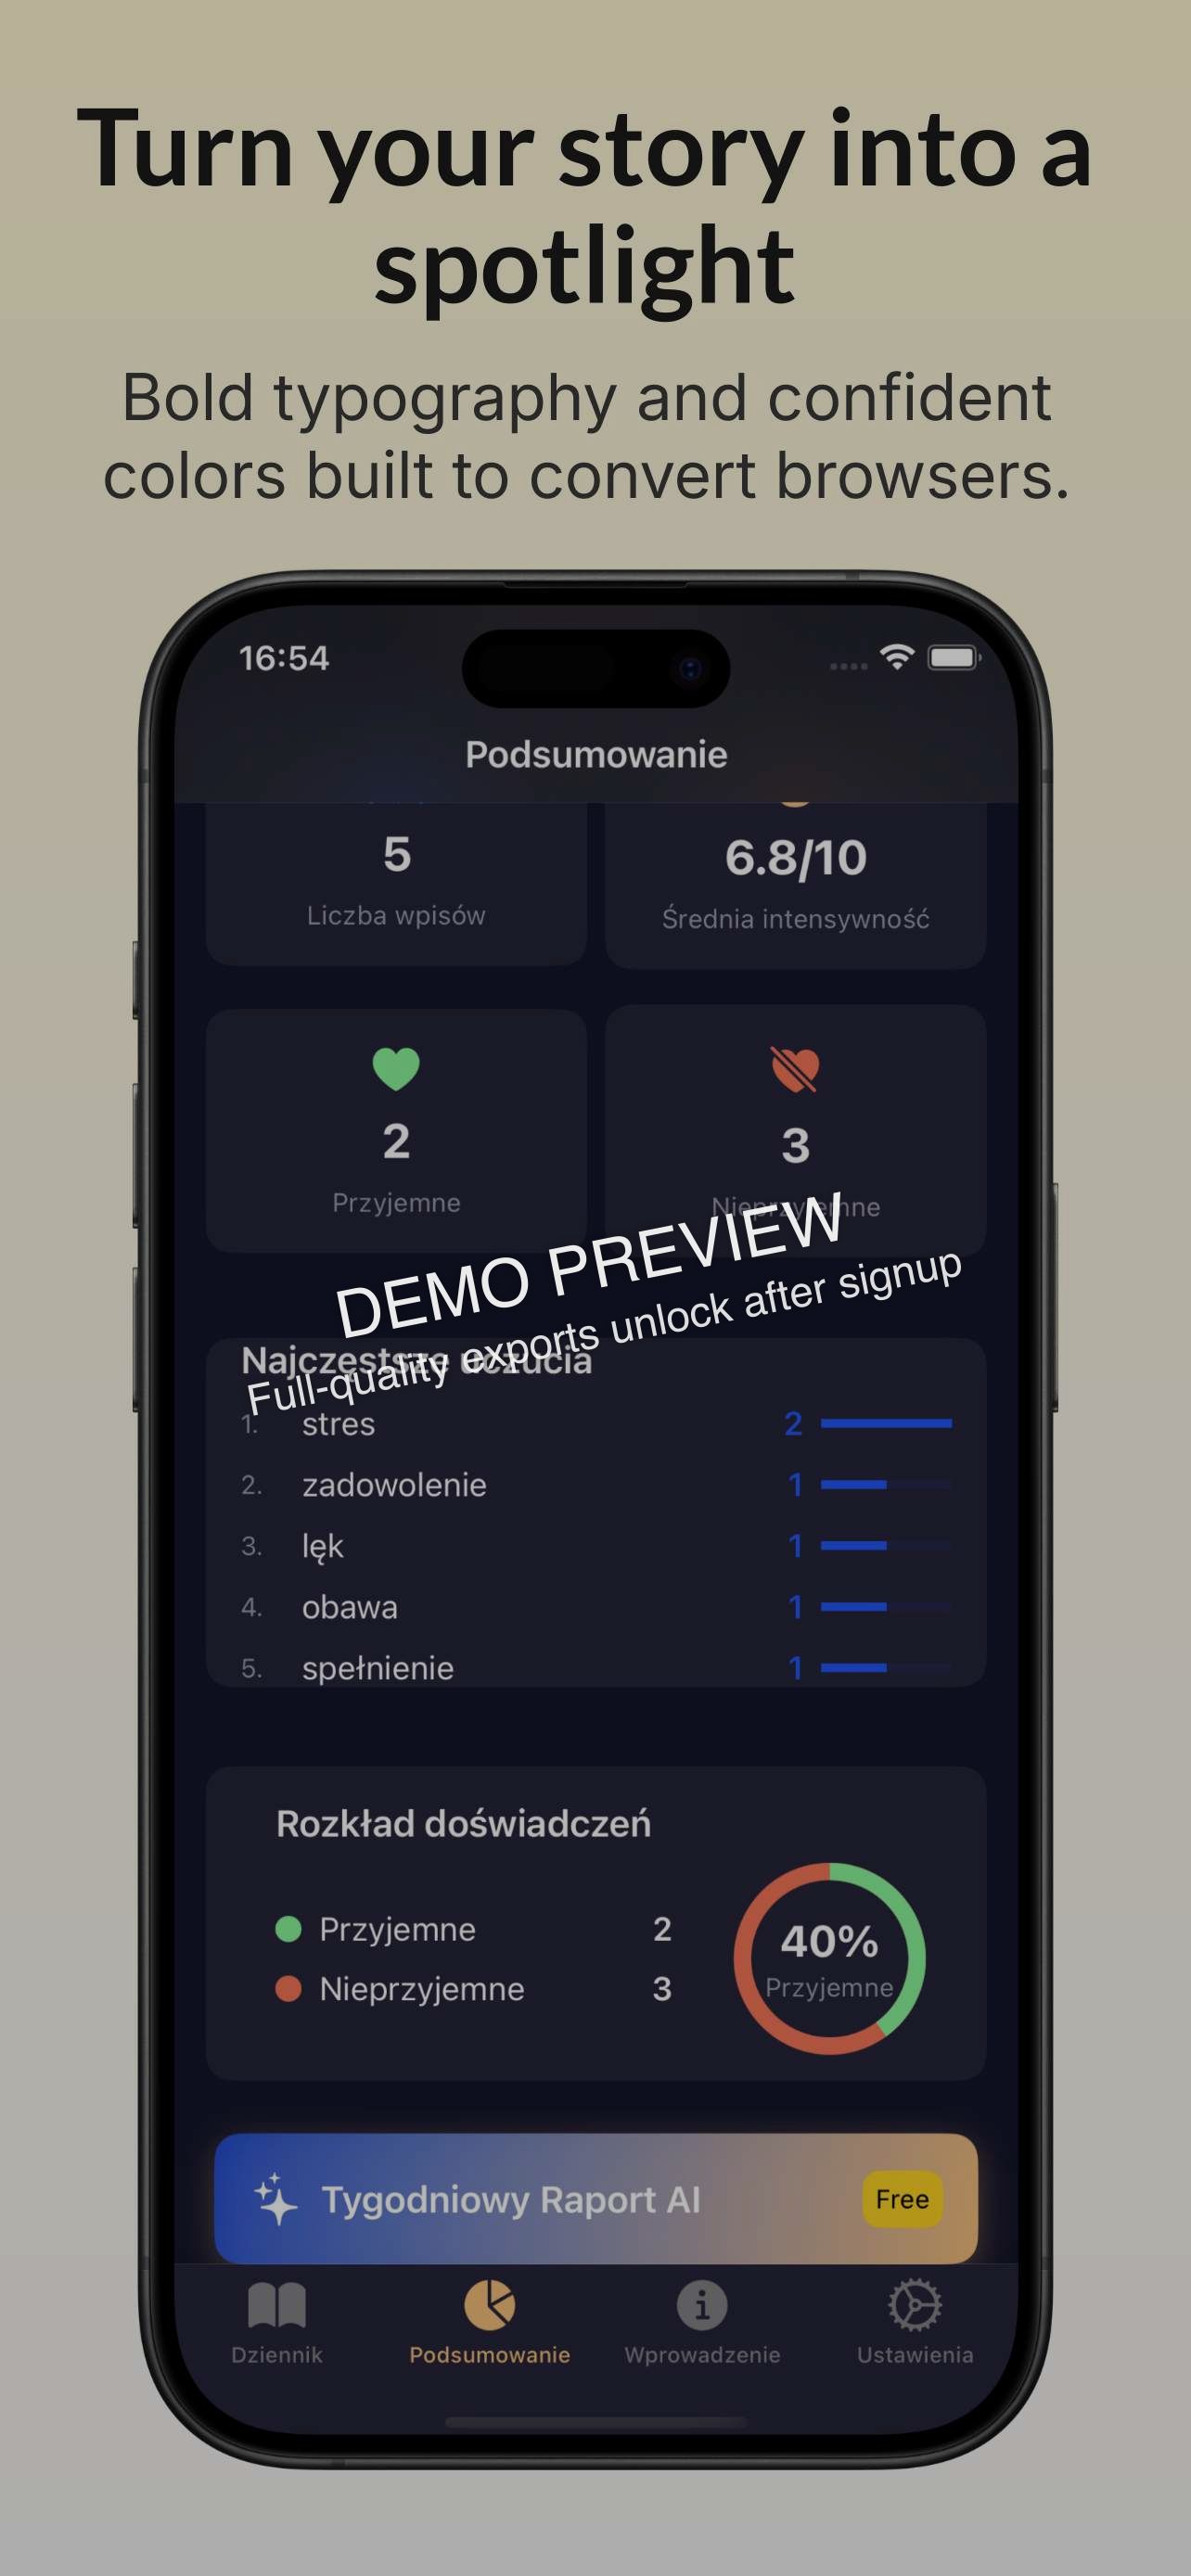 Turn your story into a
spotlight
Bold typography and confident
colors built to convert browsers.
16:54
Podsumowanie
5
Liczba wpisów
6.8/10
Średnia intensywność
2
Przyjemne
3
Nieprzyjemne
DEMO PREVIEW
Full-quality exports unlock after signup
Najczęstsze uczucia
1. stres 2
2. zadowolenie 1
3. lęk 1
4. obawa 1
5. spełnienie 1
Rozkład doświadczeń
Przyjemne 2
Nieprzyjemne 3
40%
Przyjemne
Tygodniowy Raport AI
Free
Dziennik
Podsumowanie
Wprowadzenie
Ustawienia